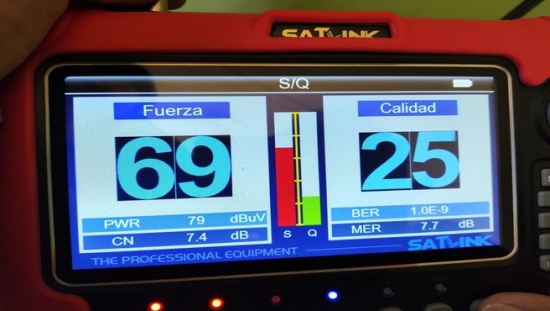 SATLINK
S/Q
Fuerza
Calidad
69
25
PWR 79 dBuV
CN 7.4 dB
S Q
BER 1.0E-9
MER 7.7 dB
THE PROFESSIONAL EQUIPMENT
SATLINK